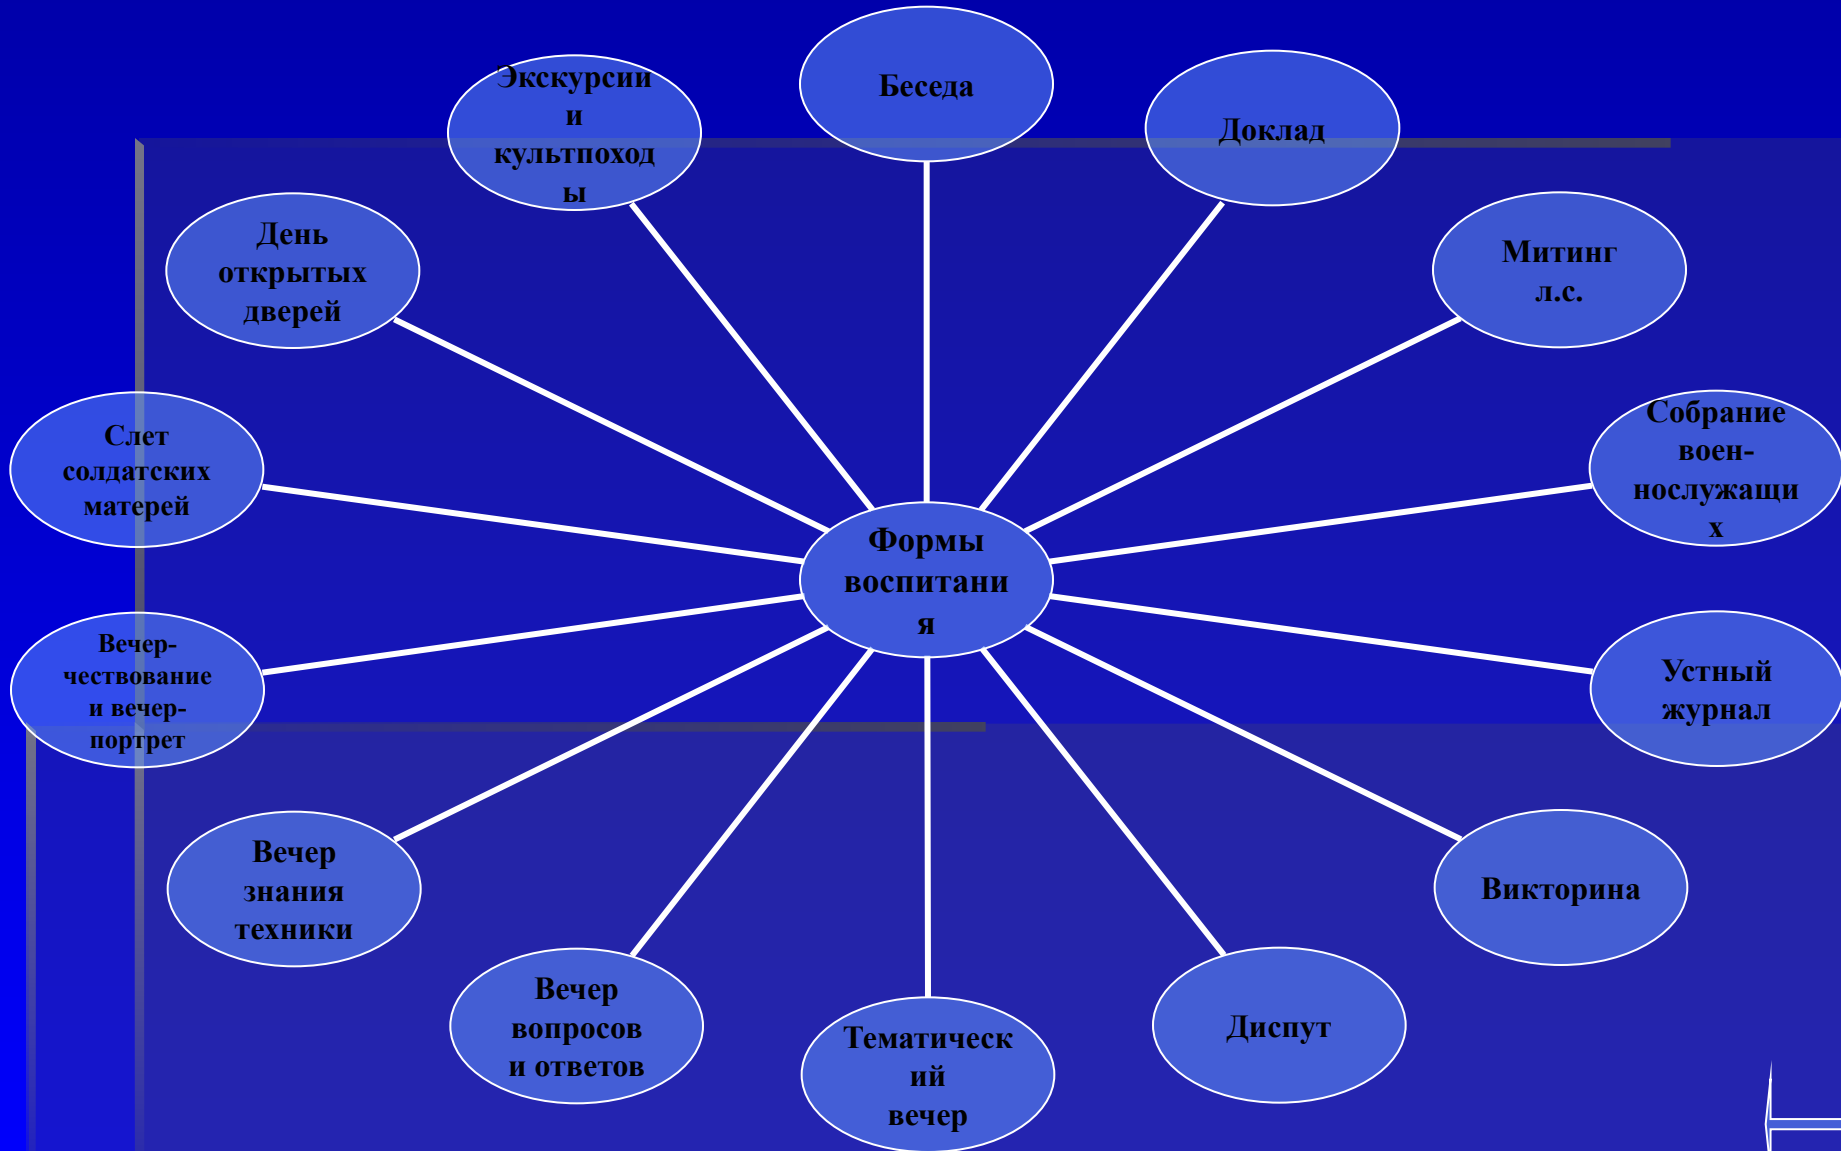 Беседа
Экскурсии
и
культпоход
ы
Доклад
Митинг
л.с.
День
открытых
дверей
Собрание
воен-
нослужащи
х
Слет
солдатских
матерей
Формы
воспитани
я
Вечер-
чествование
и вечер-
портрет
Устный
журнал
Вечер
знания
техники
Викторина
Вечер
вопросов
и ответов
Тематическ
ий
вечер
Диспут